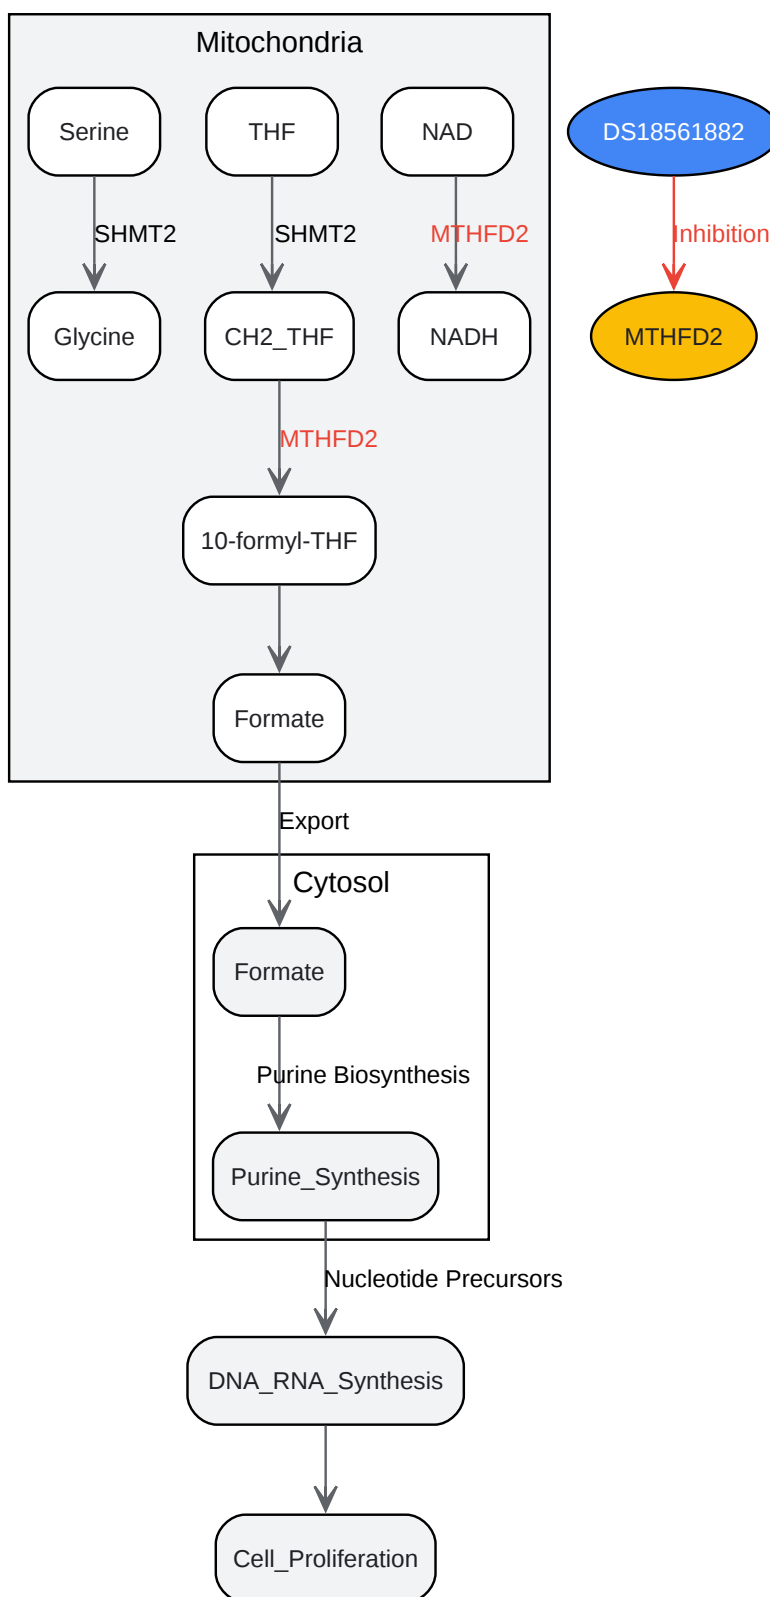 Mitochondria
Serine
THF
NAD
DS18561882
SHMT2
SHMT2
MTHFD2
Inhibition
Glycine
CH2_THF
NADH
MTHFD2
MTHFD2
10-formyl-THF
Formate
Export
Cytosol
Formate
Purine Biosynthesis
Purine_Synthesis
Nucleotide Precursors
DNA_RNA_Synthesis
Cell_Proliferation